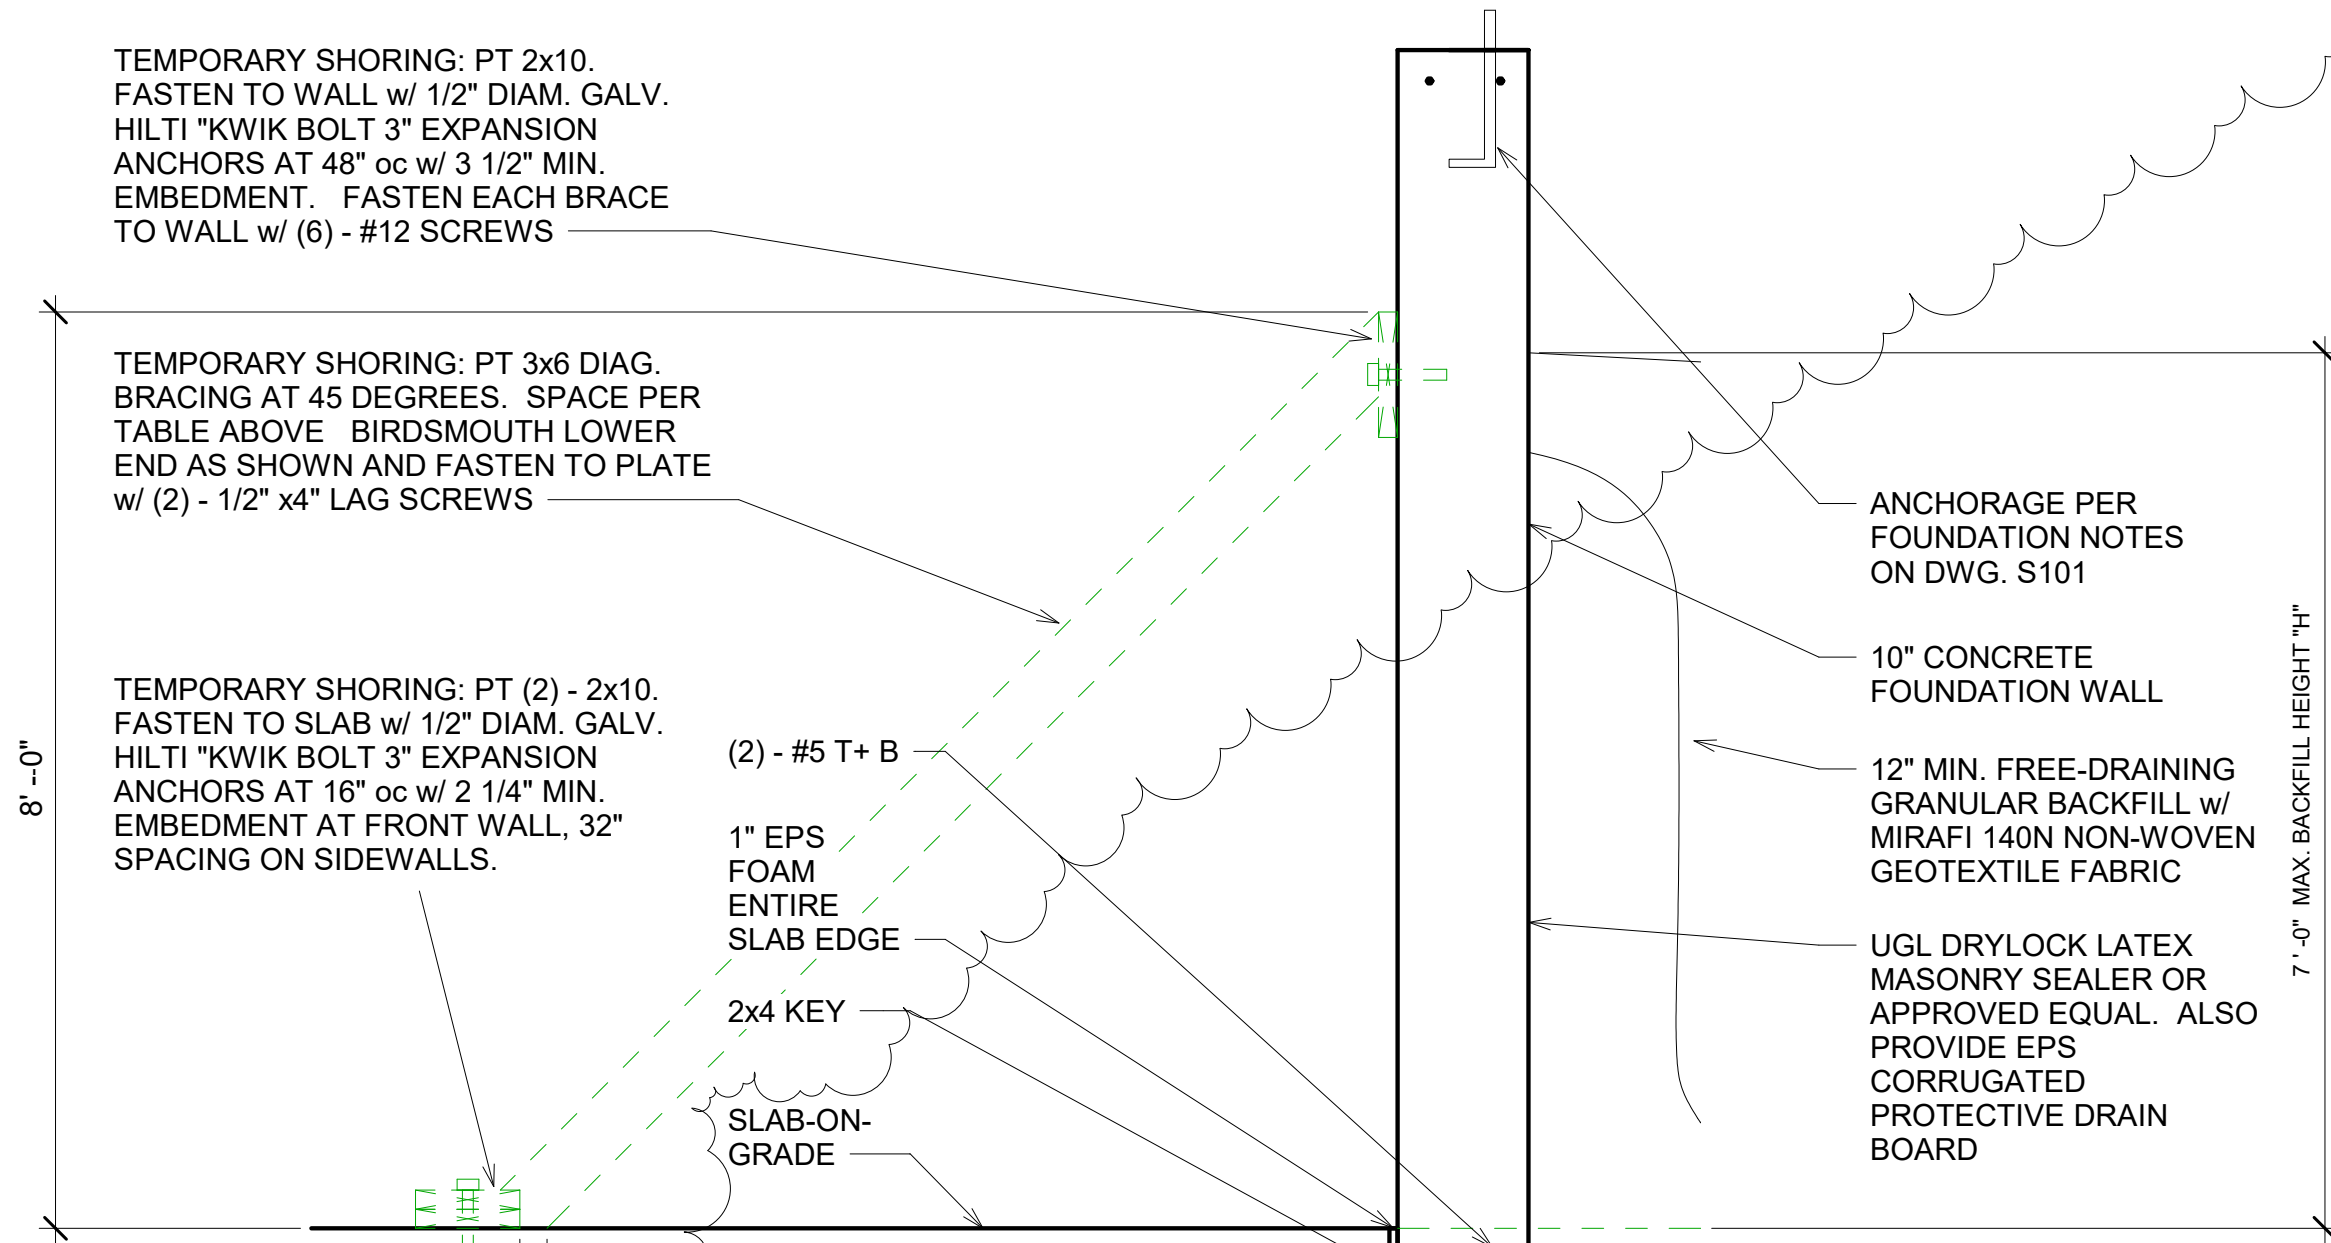 TEMPORARY SHORING: PT 2x10.
FASTEN TO WALL w/ 1/2" DIAM. GALV.
HILTI "KWIK BOLT 3" EXPANSION
ANCHORS AT 48" oc w/ 3 1/2" MIN.
EMBEDMENT. FASTEN EACH BRACE
TO WALL w/ (6) - #12 SCREWS
TEMPORARY SHORING: PT 3x6 DIAG.
BRACING AT 45 DEGREES. SPACE PER
TABLE ABOVE BIRDSMOUTH LOWER
END AS SHOWN AND FASTEN TO PLATE
w/ (2) - 1/2" x4" LAG SCREWS
TEMPORARY SHORING: PT (2) - 2x10.
FASTEN TO SLAB w/ 1/2" DIAM. GALV.
HILTI "KWIK BOLT 3" EXPANSION
ANCHORS AT 16" oc w/ 2 1/4" MIN.
EMBEDMENT AT FRONT WALL, 32"
SPACING ON SIDEWALLS.
8' --0"
(2) - #5 T+ B
1" EPS
FOAM
ENTIRE
SLAB EDGE
2x4 KEY
SLAB-ON-
GRADE
ANCHORAGE PER
FOUNDATION NOTES
ON DWG. S101
10" CONCRETE
FOUNDATION WALL
12" MIN. FREE-DRAINING
GRANULAR BACKFILL w/
MIRAFI 140N NON-WOVEN
GEOTEXTILE FABRIC
UGL DRYLOCK LATEX
MASONRY SEALER OR
APPROVED EQUAL. ALSO
PROVIDE EPS
CORRUGATED
PROTECTIVE DRAIN
BOARD
7 ' -0" MAX. BACKFILL HEIGHT "H"